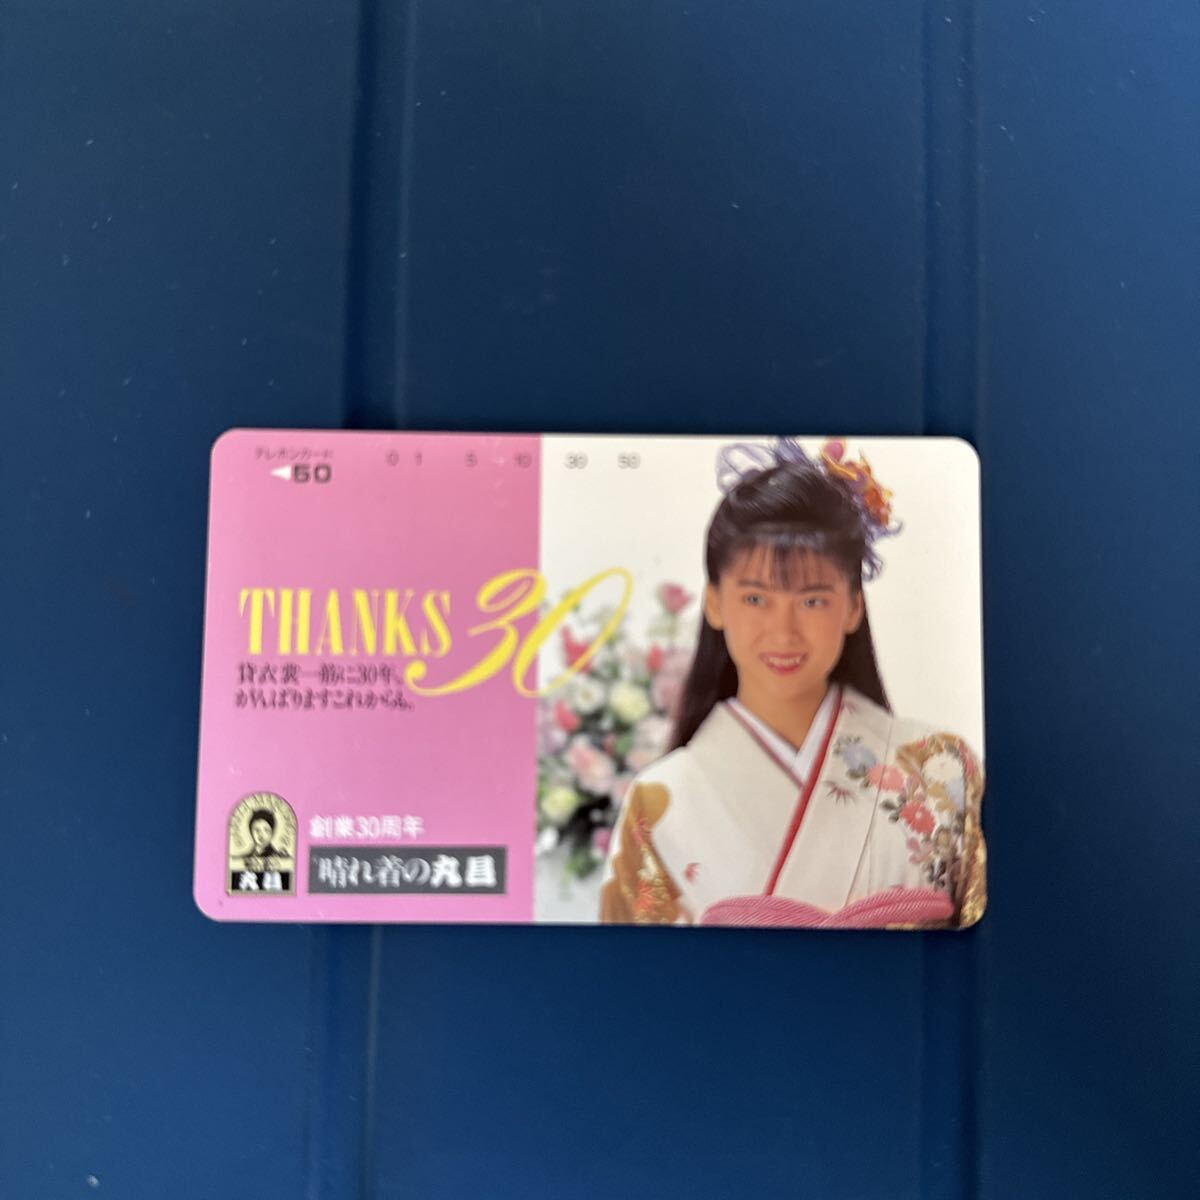 テレホンカード
◀50
0 1 5 10 30 50
THANKS 30
貸衣裳一筋に30年。
がんばりますこれからも。
創業30周年
晴れ着の丸昌
丸昌